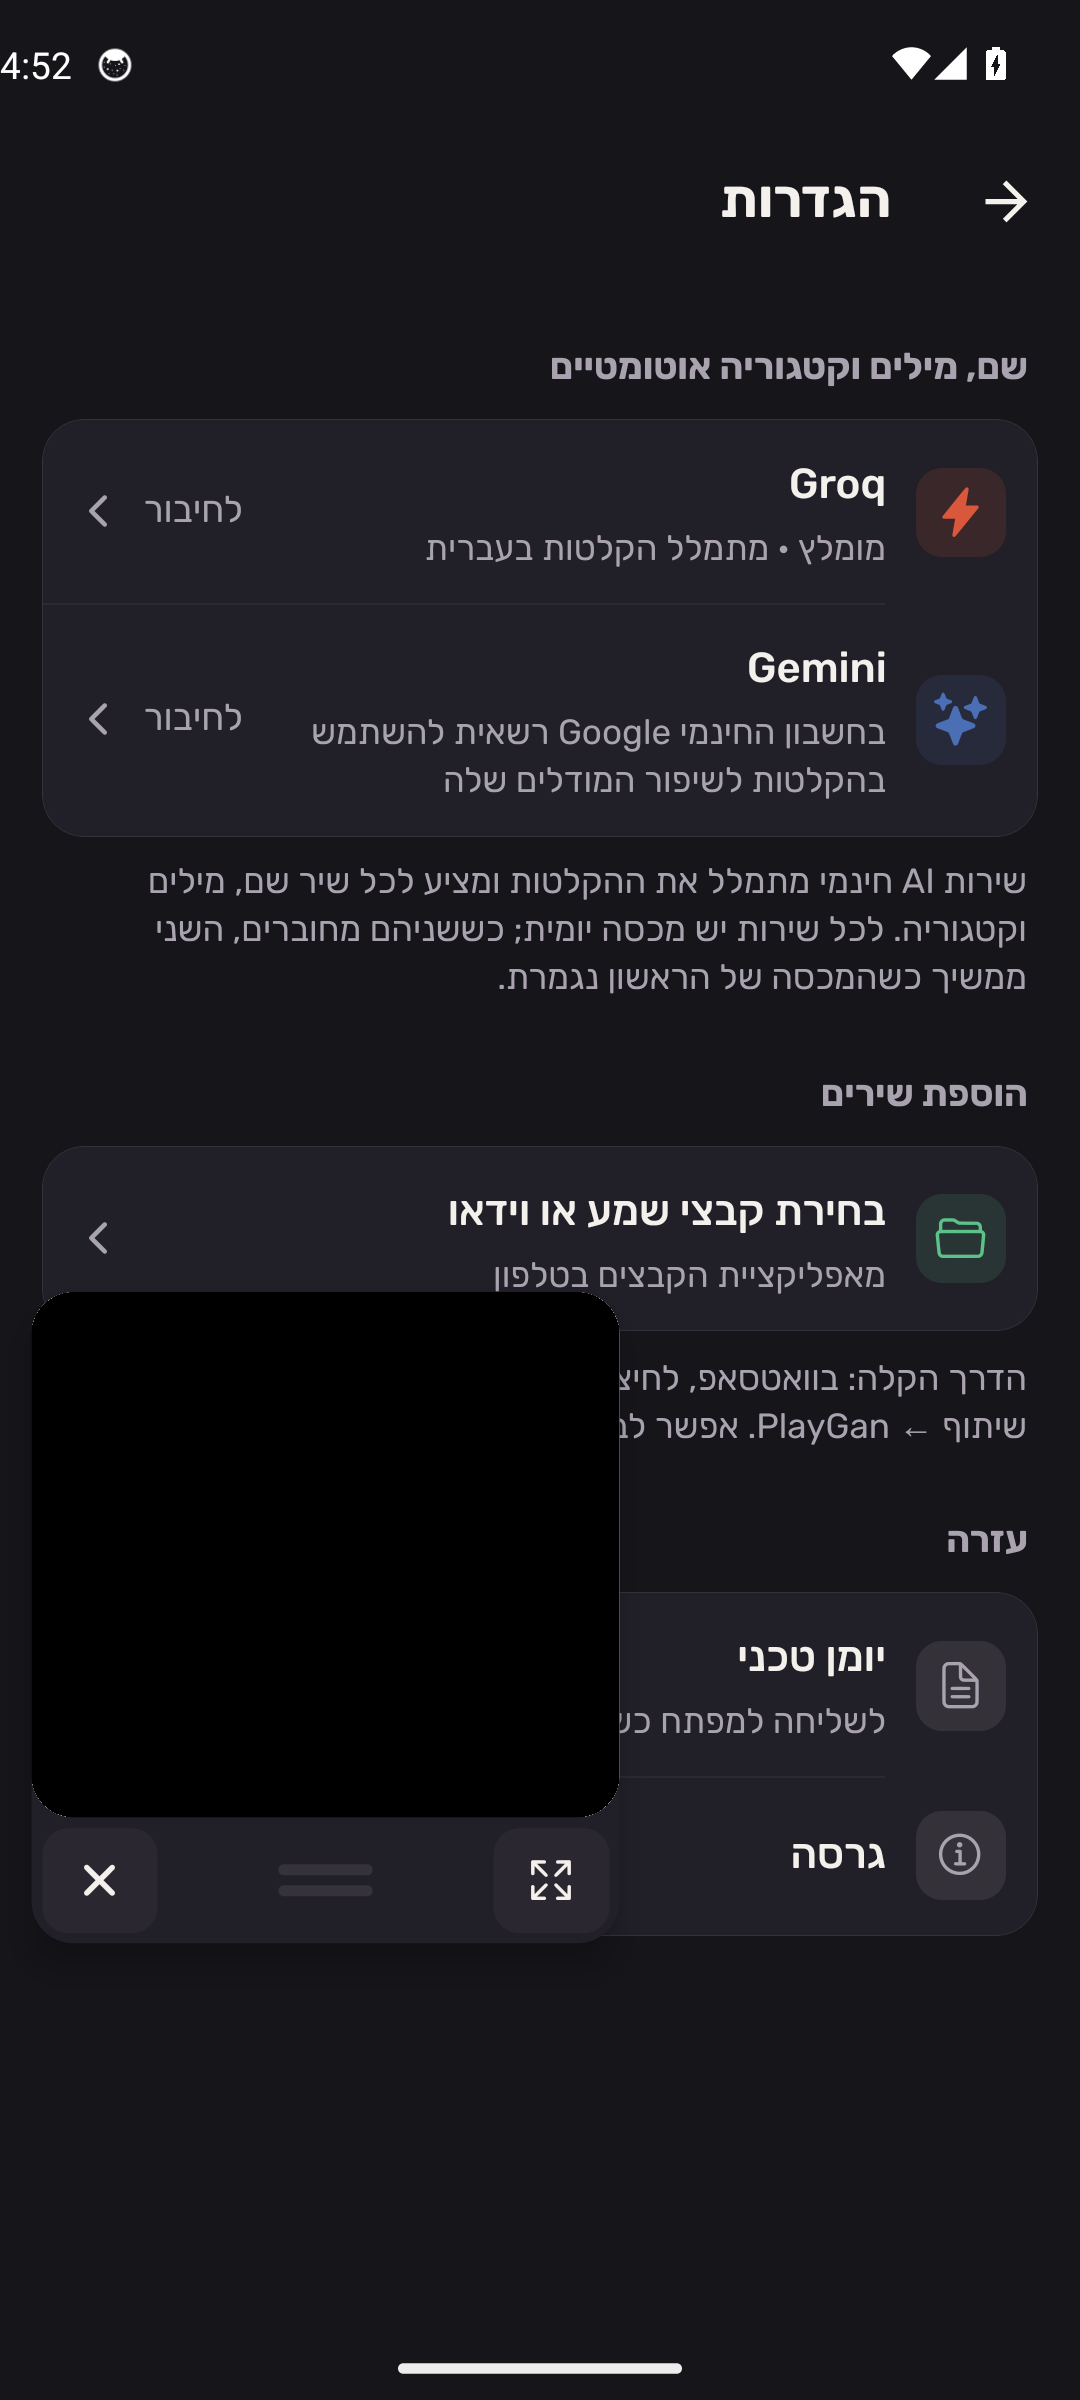 4:52
הגדרות
שם, מילים וקטגוריה אוטומטיים
Groq
מומלץ • מתמלל הקלטות בעברית
לחיבור
Gemini
בחשבון החינמי Google רשאית להשתמש
בהקלטות לשיפור המודלים שלה
לחיבור
שירות AI חינמי מתמלל את ההקלטות ומציע לכל שיר שם, מילים
וקטגוריה. לכל שירות יש מכסה יומית; כששניהם מחוברים, השני
ממשיך כשהמכסה של הראשון נגמרת.
הוספת שירים
בחירת קבצי שמע או וידאו
מאפליקציית הקבצים בטלפון
הדרך הקלה: בוואטסאפ,
שיתוף ← PlayGan. אפשר
עזרה
יומן טכני
לשליחה למפתח
גרסה